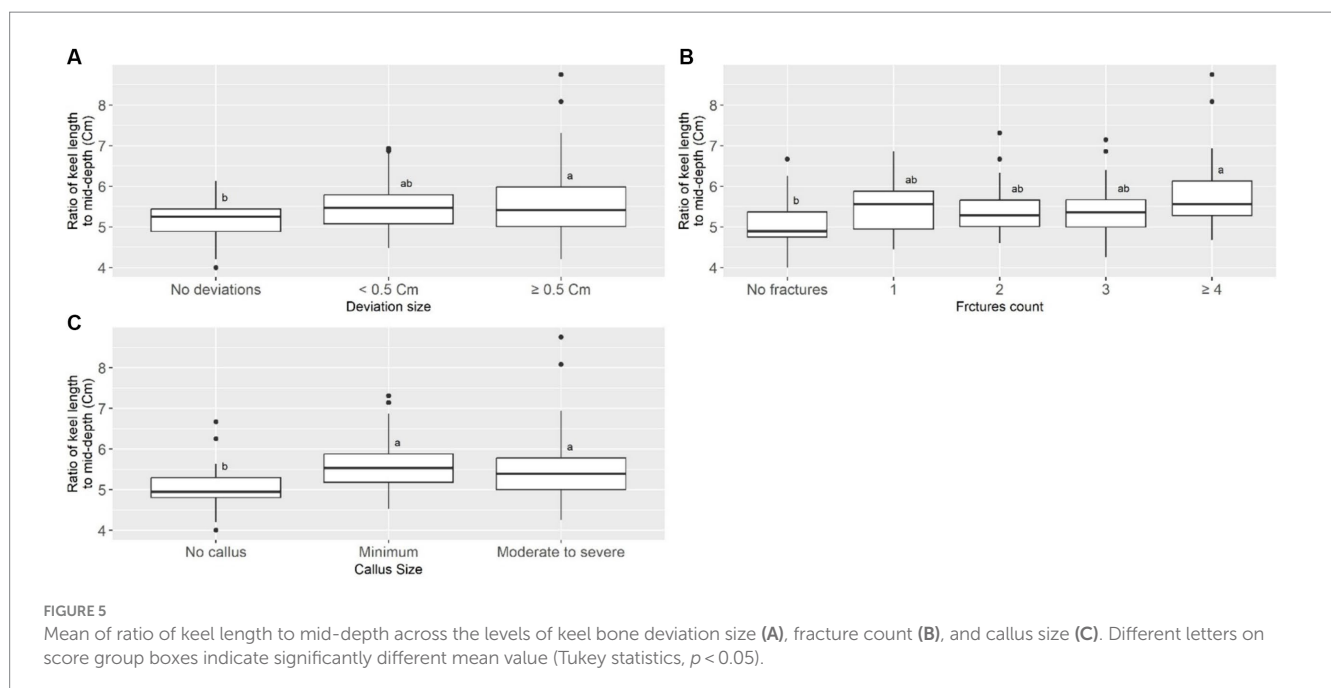 A
Ratio of keel length
to mid-depth (Cm)
8
7
6
5
4
b
ab
a
No deviations
< 0.5 Cm
≥ 0.5 Cm
Deviation size
B
Ratio of keel length
to mid-depth (Cm)
8
7
6
5
4
b
ab
ab
ab
a
No fractures
1
2
3
≥ 4
Frctures count
C
Ratio of keel length
to mid-depth (Cm)
8
7
6
5
4
b
a
a
No callus
Minimum
Moderate to severe
Callus Size
FIGURE 5
Mean of ratio of keel length to mid-depth across the levels of keel bone deviation size (A), fracture count (B), and callus size (C). Different letters on
score group boxes indicate significantly different mean value (Tukey statistics, p < 0.05).